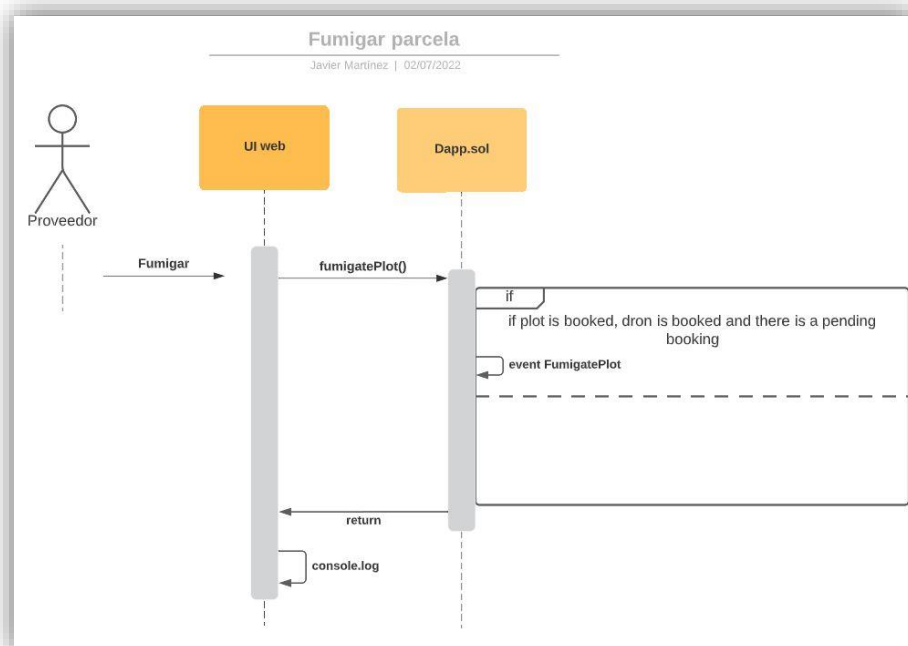 Fumigar parcela
Javier Martínez | 02/07/2022
UI web
Dapp.sol
Proveedor
Fumigar
fumigatePlot()
if
if plot is booked, dron is booked and there is a pending
booking
event FumigatePlot
return
console.log